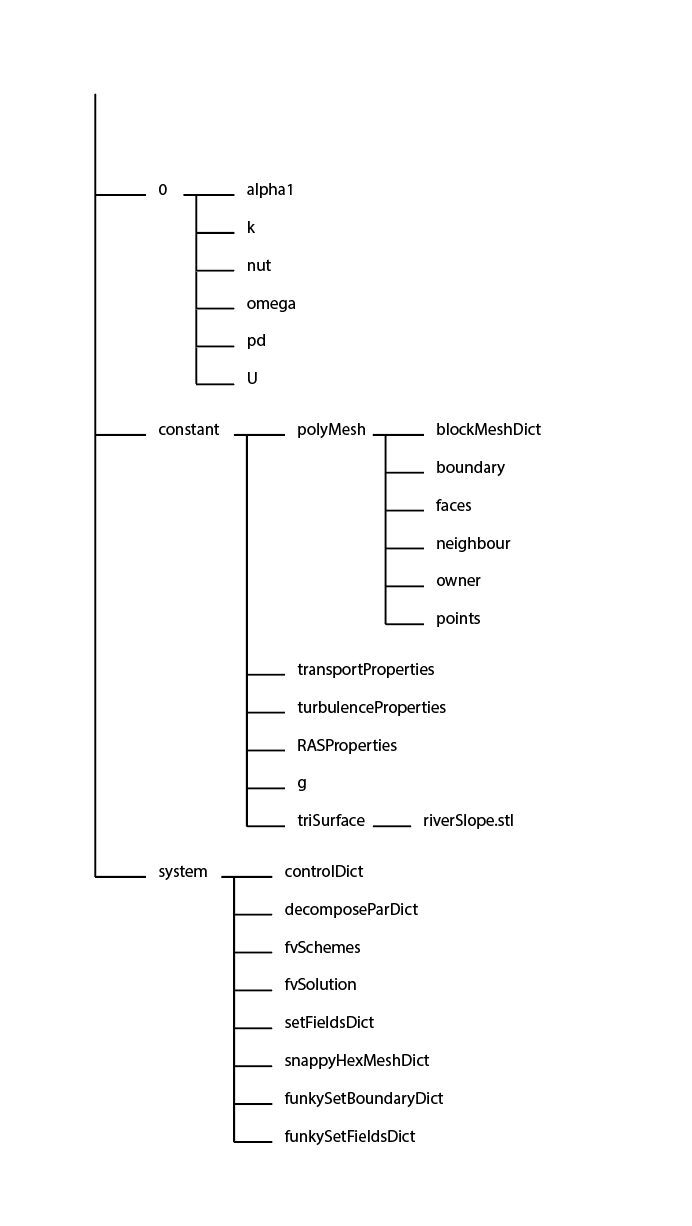 0 alpha1
k
nut
omega
pd
U
constant polyMesh blockMeshDict
boundary
faces
neighbour
owner
points
transportProperties
turbulenceProperties
RASProperties
g
triSurface riverSlope.stl
system controlDict
decomposeParDict
fvSchemes
fvSolution
setFieldsDict
snappyHexMeshDict
funkySetBoundaryDict
funkySetFieldsDict